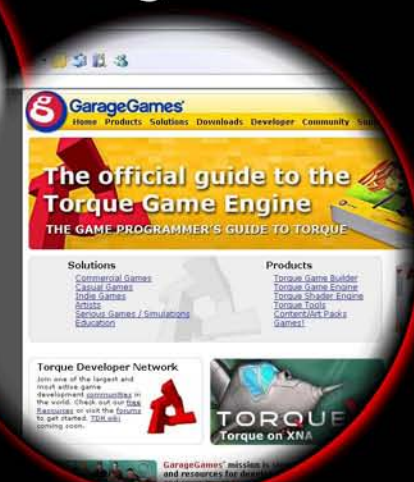 GarageGames'
Home Products Solutions Downloads Developer Community
The official guide to the
Torque Game Engine
THE GAME PROGRAMMER'S GUIDE TO TORQUE
Solutions
Commercial Games
Casual Games
Indie Games
Artists
Serious Games / Simulations
Education
Products
Torque Game Builder
Torque Game Engine
Torque Shader Engine
Torque Tools
Content/Art Packs
Games!
Torque Developer Network
Join one of the largest and
most active game
development communities in
the world. Check out our free
Resources or visit the forums
to get started. TDN wiki
coming soon.
TORQUE
Torque on XNA
GarageGames' mission is
and resources for